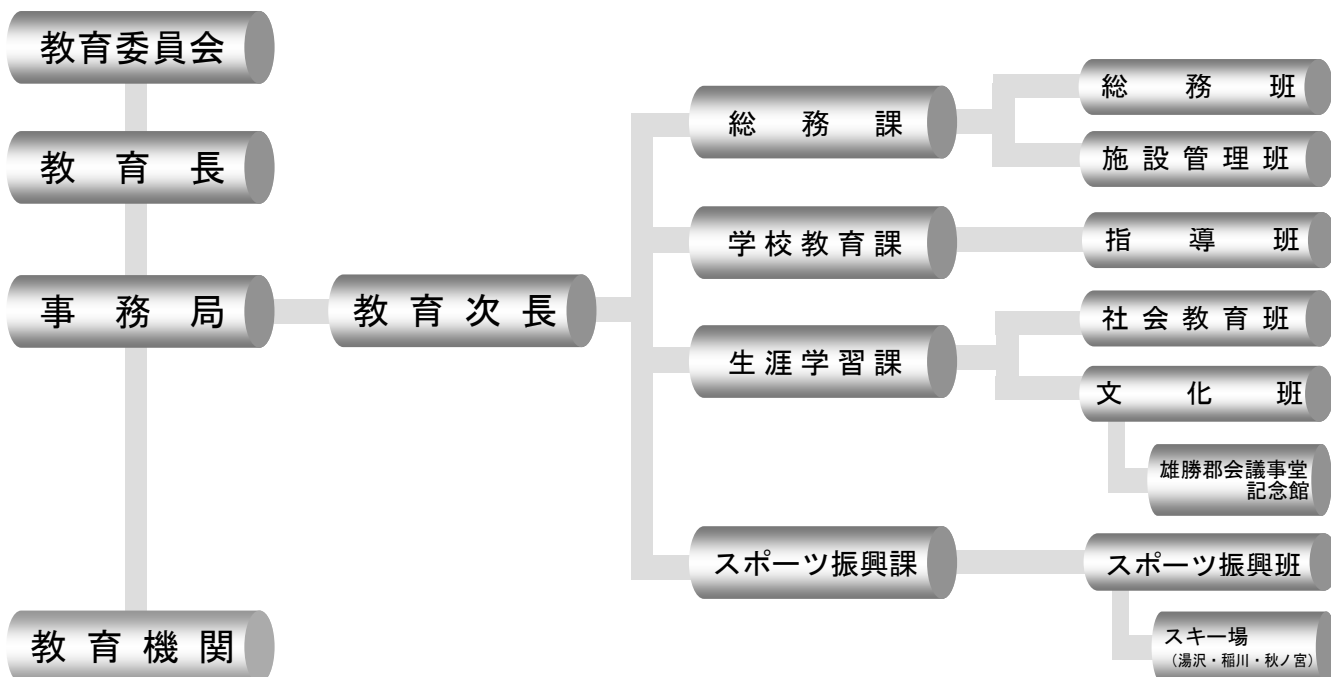 教育委員会
教育長
事務局
教育機関
教育次長
総務課
学校教育課
生涯学習課
スポーツ振興課
総務班
施設管理班
指導班
社会教育班
文化班
雄勝郡会議事堂
記念館
スポーツ振興班
スキー場
（湯沢・稲川・秋ノ宮）